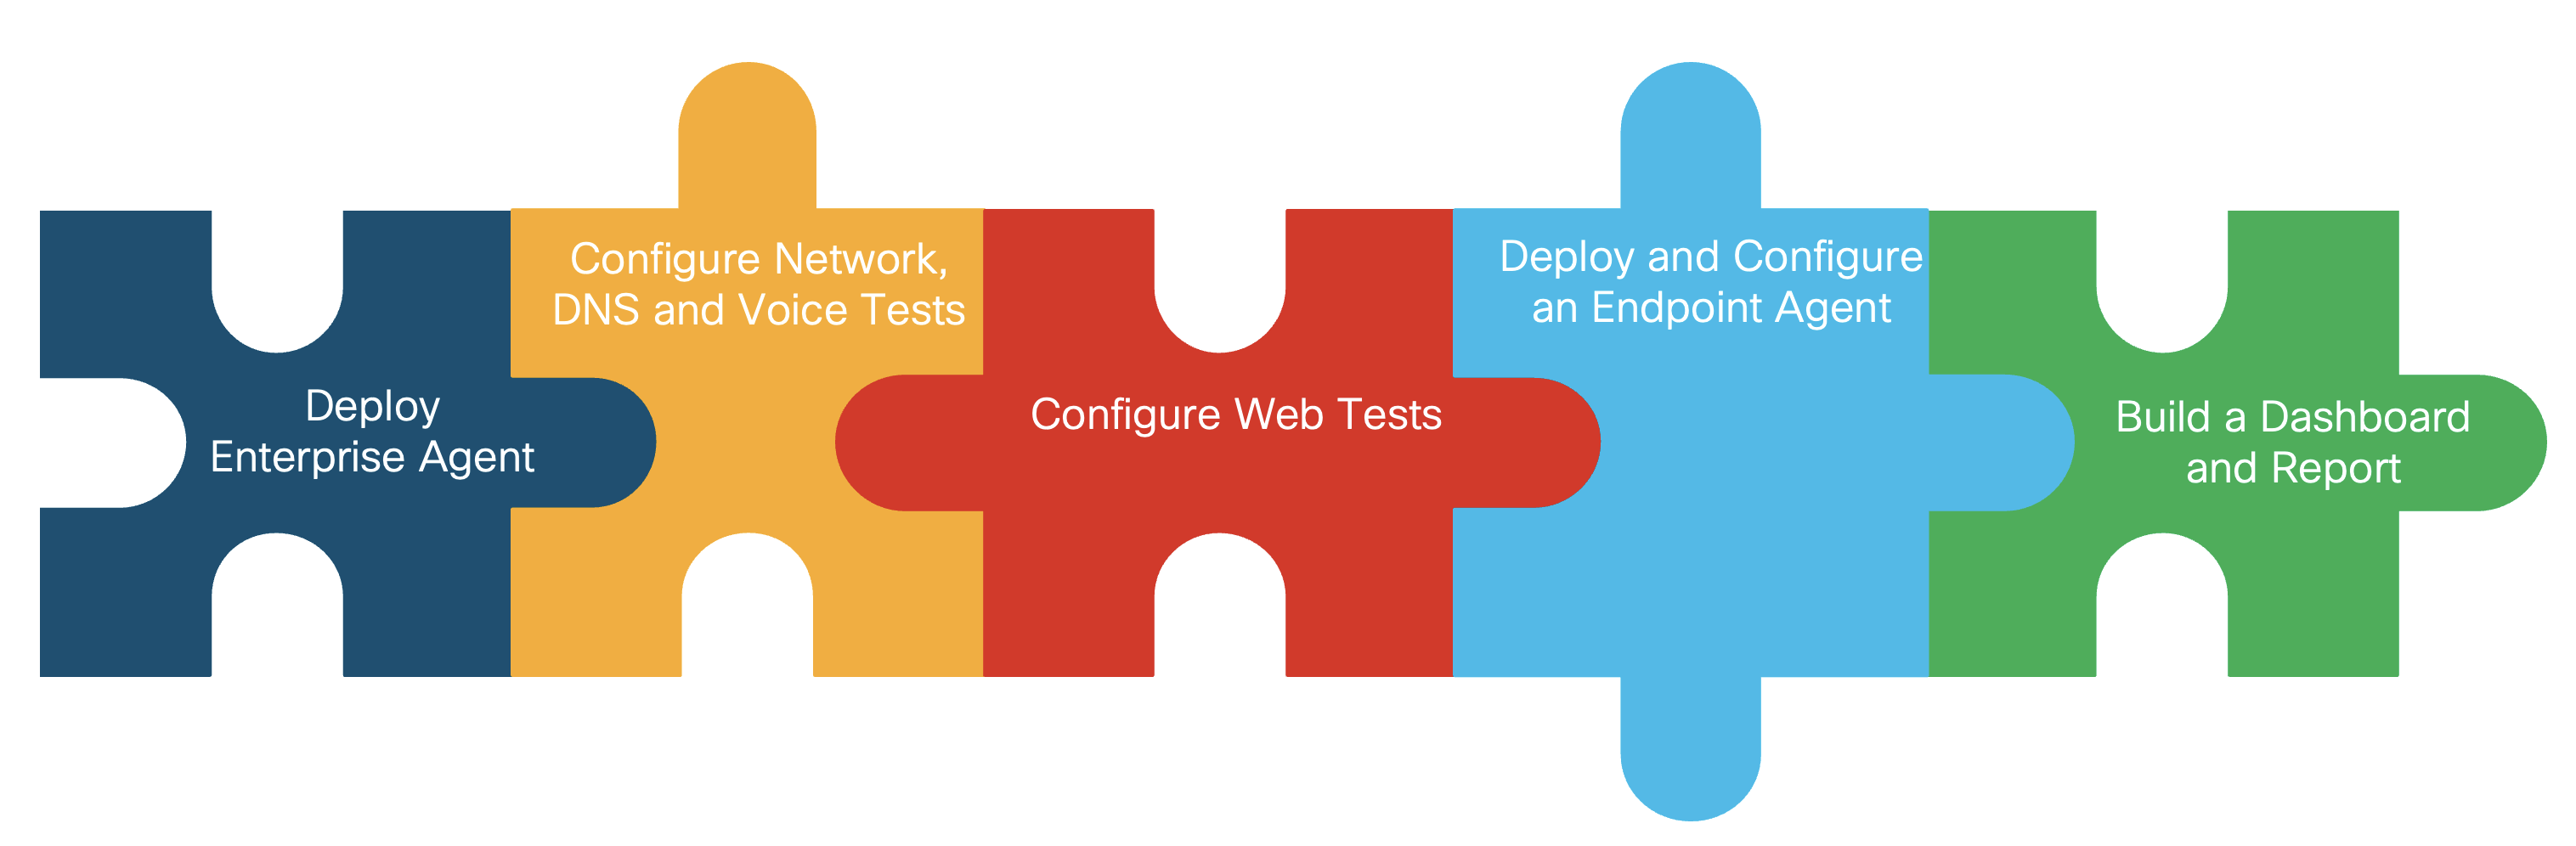 Deploy
Enterprise Agent
Configure Network,
DNS and Voice Tests
Configure Web Tests
Deploy and Configure
an Endpoint Agent
Build a Dashboard
and Report